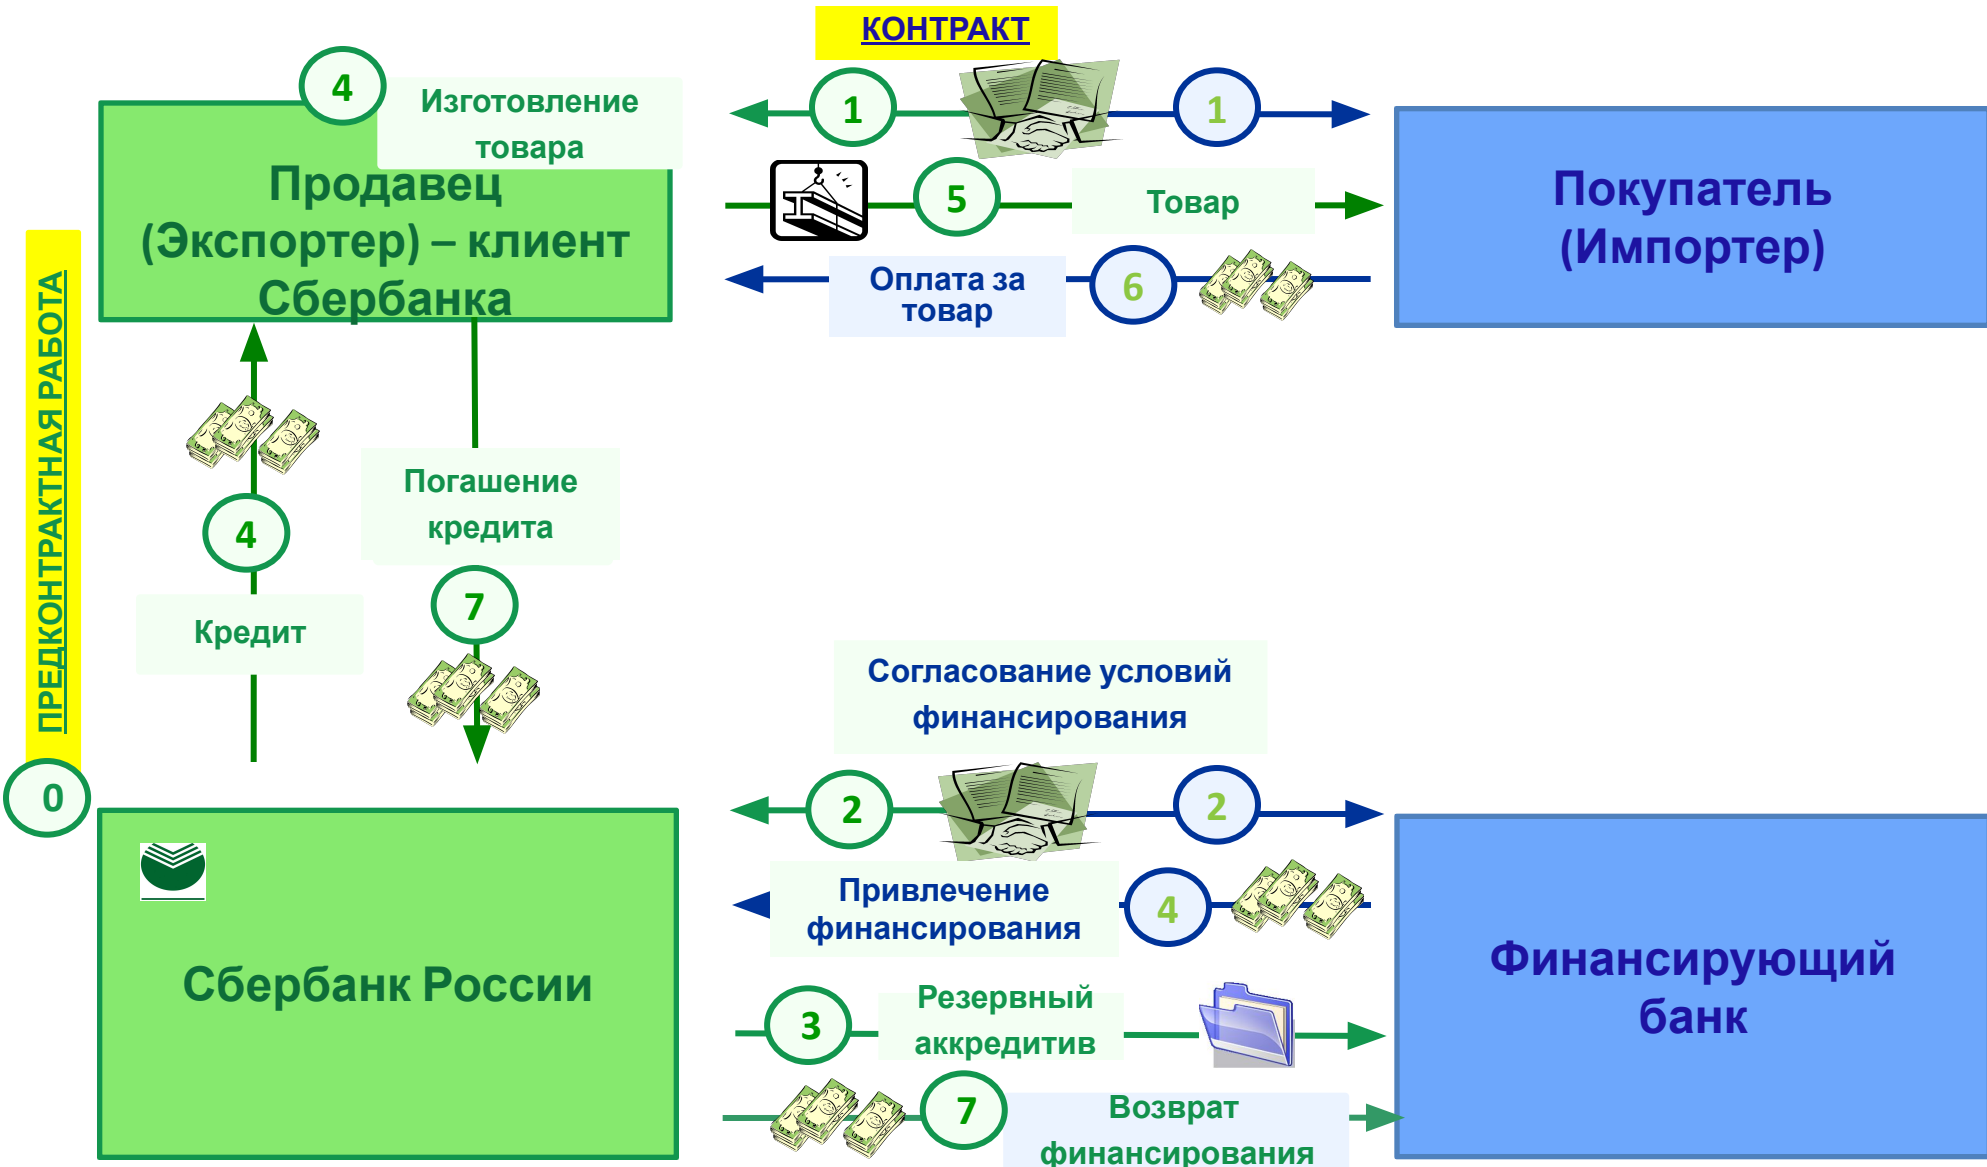 КОНТРАКТ
4
Изготовление
товара
1
1
Продавец
(Экспортер) – клиент
Сбербанка
5
Товар
Покупатель
(Импортер)
Оплата за
товар
6
ПРЕДКОНТРАКТНАЯ РАБОТА
0
4
Кредит
Погашение
кредита
7
Согласование условий
финансирования
2
2
Привлечение
финансирования
4
Сбербанк России
Финансирующий
банк
3
Резервный
аккредитив
7
Возврат
финансирования